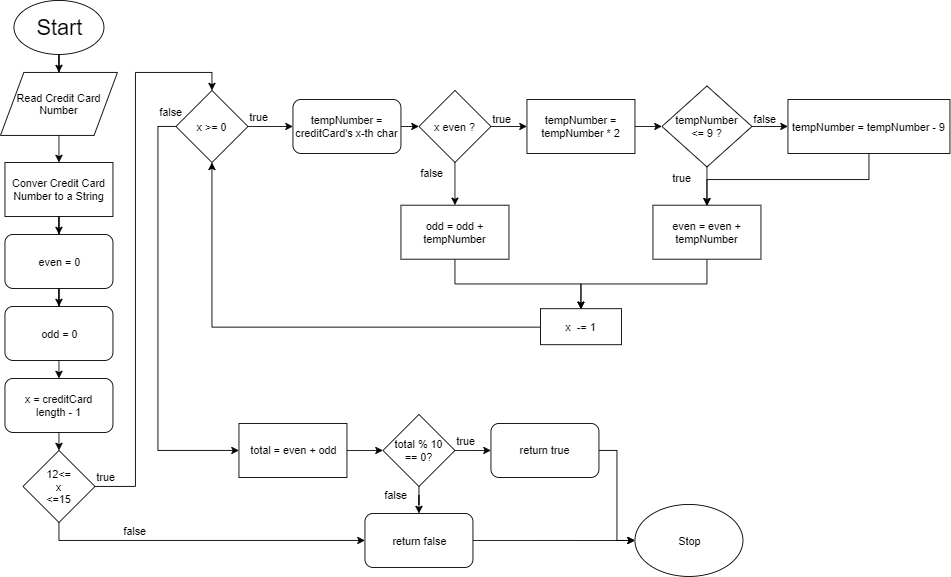 Start
Read Credit Card
Number
Conver Credit Card
Number to a String
even = 0
odd = 0
x = creditCard
length - 1
12<=
x
<=15
true
false
x >= 0
false
true
tempNumber =
creditCard's x-th char
x even ?
true
false
tempNumber =
tempNumber * 2
tempNumber
<= 9 ?
false
true
tempNumber = tempNumber - 9
odd = odd +
tempNumber
even = even +
tempNumber
x -= 1
total = even + odd
total % 10
== 0?
true
false
return true
return false
Stop